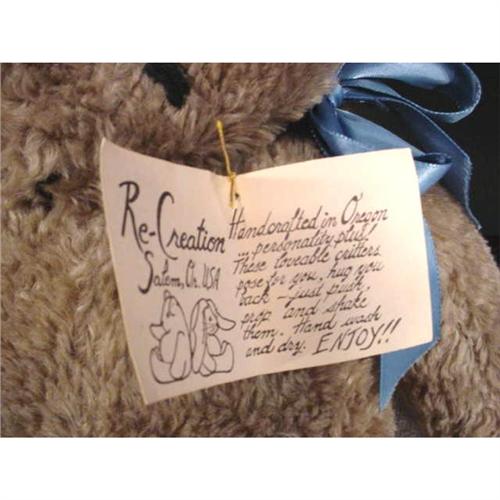 Re-Creation
Salem, Or. USA
Handcrafted in Oregon
... personality plus!
These loveable critters
pose for you, hug you
back - just push,
prop and shake
them. Hand wash
and dry. ENJOY!!